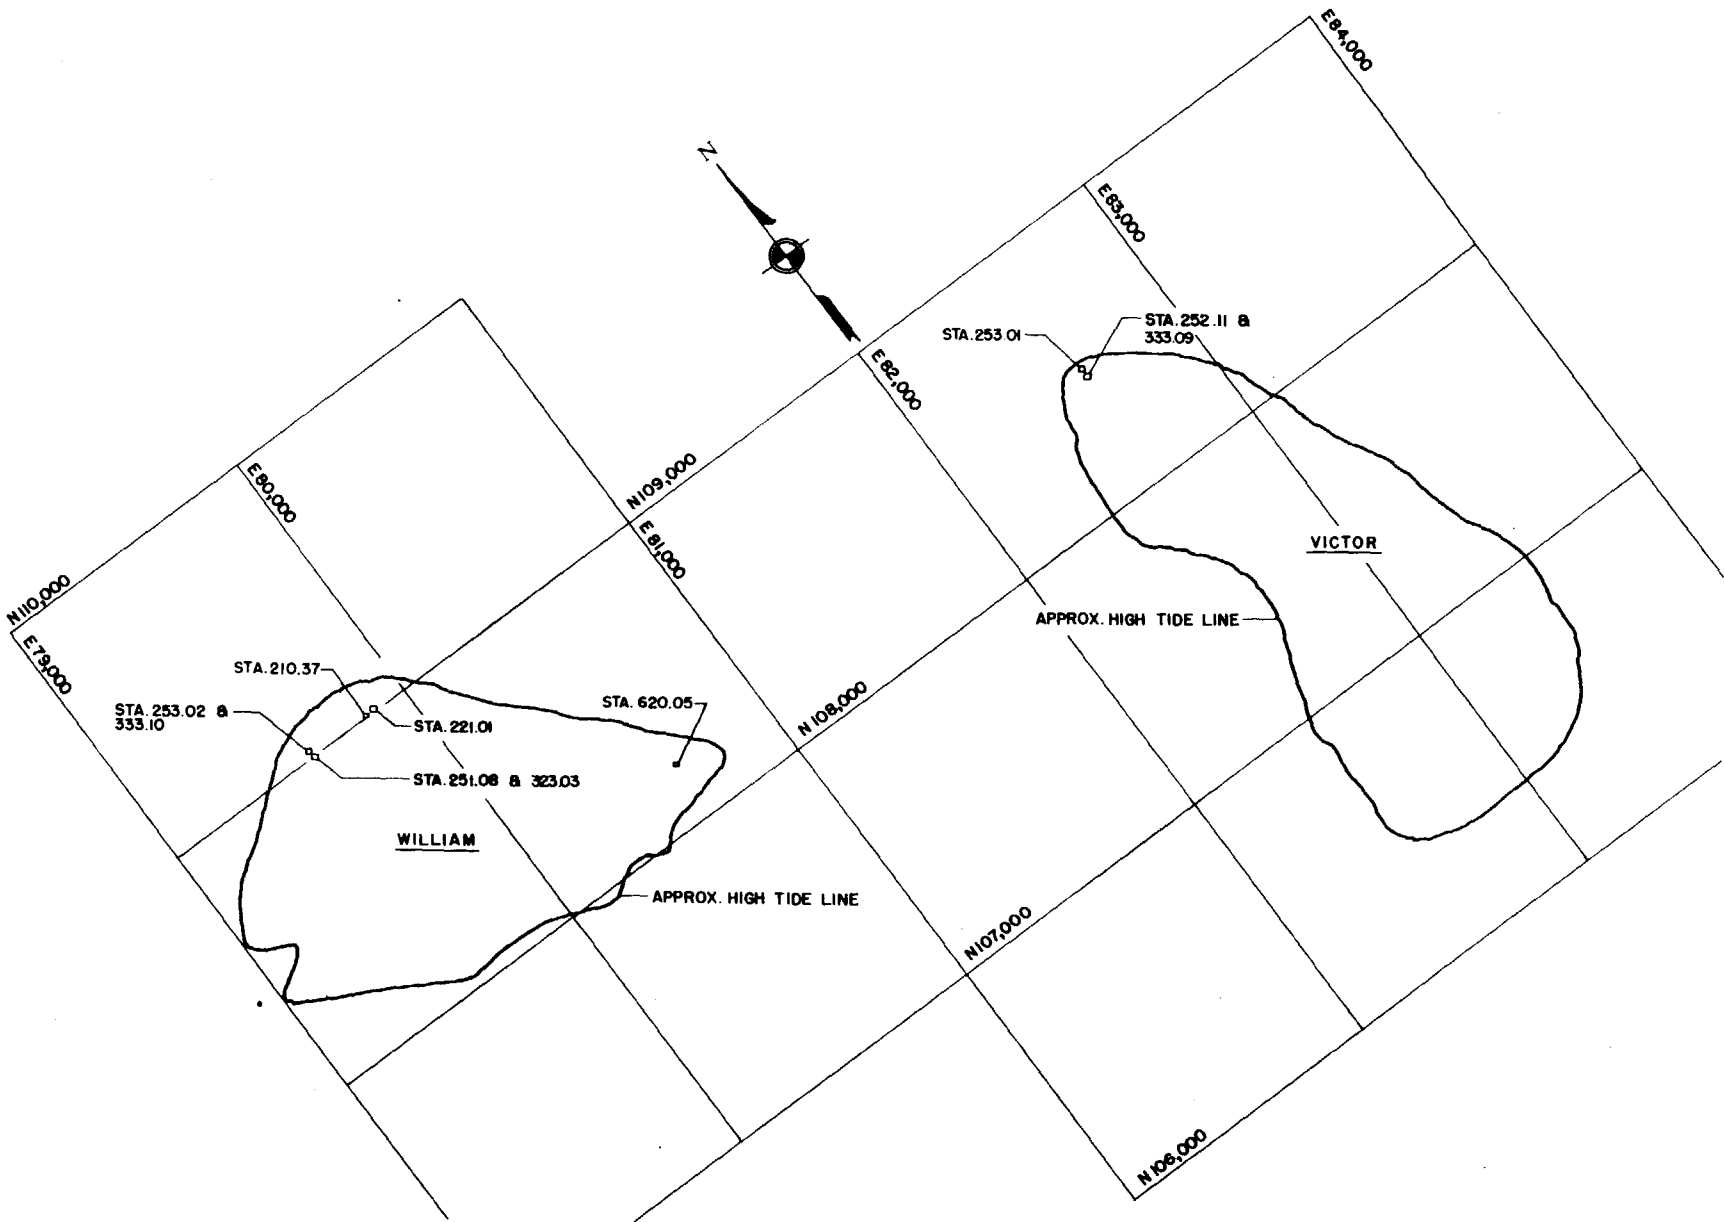 E84,000
N
E83,000
STA.252.11 &
333.09
STA.253.01
E82,000
N109,000
E80,000
E81,000
VICTOR
N110,000
E79,000
APPROX. HIGH TIDE LINE
STA.210.37
STA. 620.05
STA. 253.02 &
333.10
N108,000
STA.221.01
STA.251.08 & 323.03
WILLIAM
APPROX. HIGH TIDE LINE
N107,000
N106,000